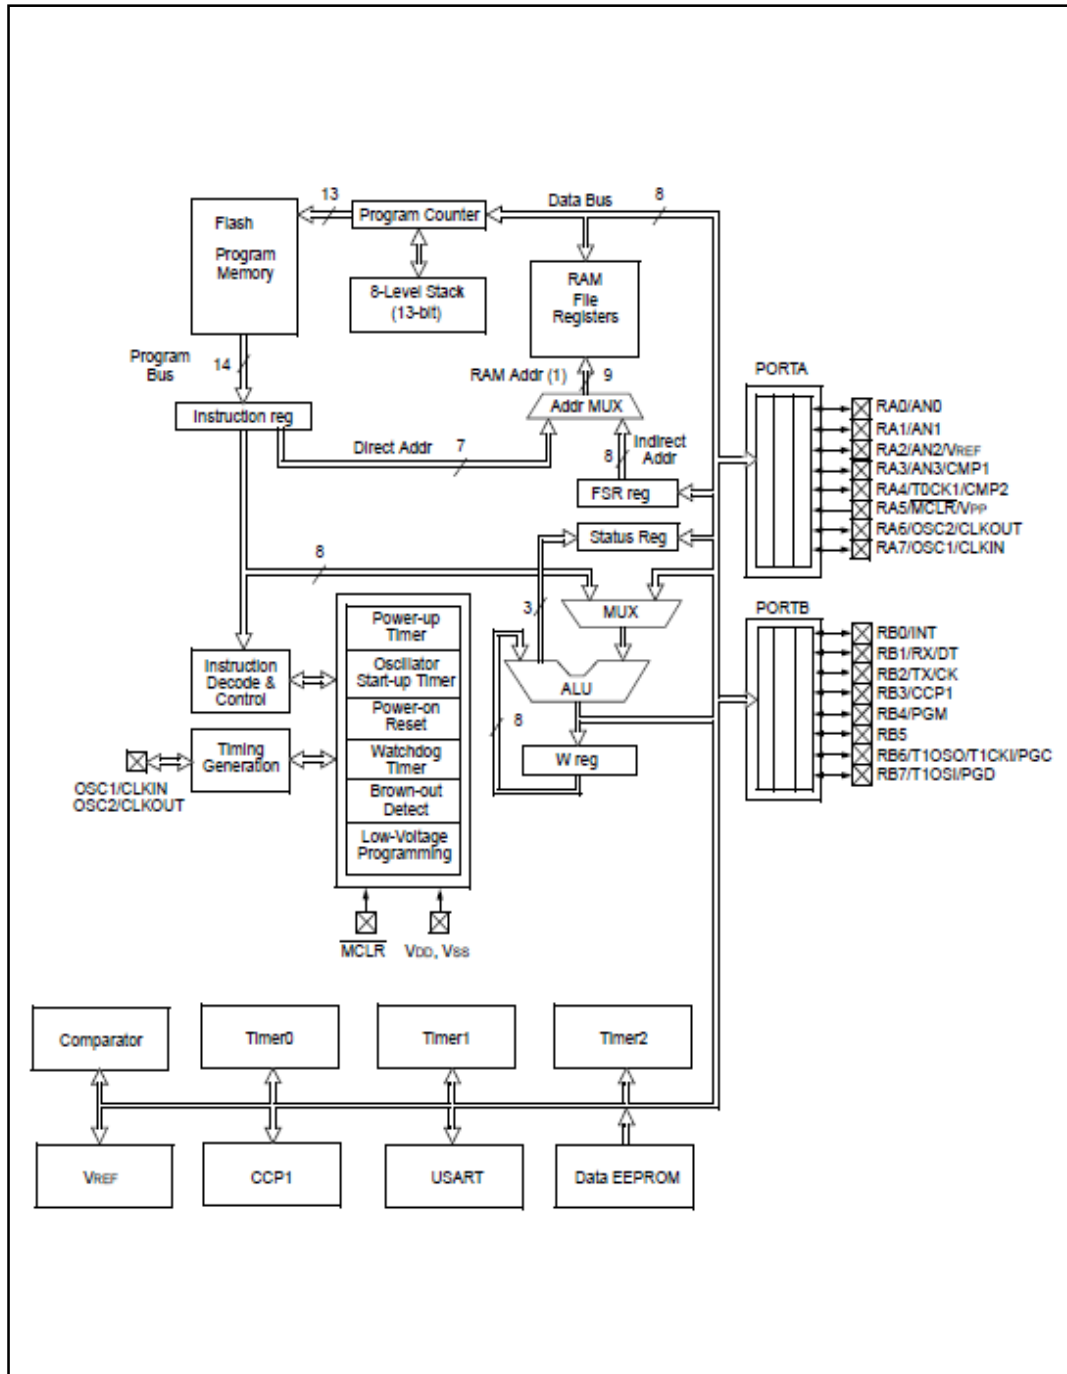 13
Data Bus
8
Program Counter
Flash
Program
Memory
8-Level Stack
(13-bit)
RAM
File
Registers
Program
Bus
14
RAM Addr (1)
9
PORTA
Instruction reg
Addr MUX
RA0/AN0
RA1/AN1
RA2/AN2/VREF
RA3/AN3/CMP1
RA4/T0CK1/CMP2
RA5/MCLR/VPP
RA6/OSC2/CLKOUT
RA7/OSC1/CLKIN
Direct Addr
7
8
Indirect
Addr
FSR reg
Status Reg
8
3
MUX
PORTB
Power-up
Timer
Oscillator
Start-up Timer
Power-on
Reset
Watchdog
Timer
Brown-out
Detect
Low-Voltage
Programming
Instruction
Decode &
Control
ALU
8
W reg
RB0/INT
RB1/RX/DT
RB2/TX/CK
RB3/CCP1
RB4/PGM
RB5
RB6/T1OSO/T1CKI/PGC
RB7/T1OSI/PGD
Timing
Generation
OSC1/CLKIN
OSC2/CLKOUT
MCLR
VDD, VSS
Comparator
Timer0
Timer1
Timer2
VREF
CCP1
USART
Data EEPROM